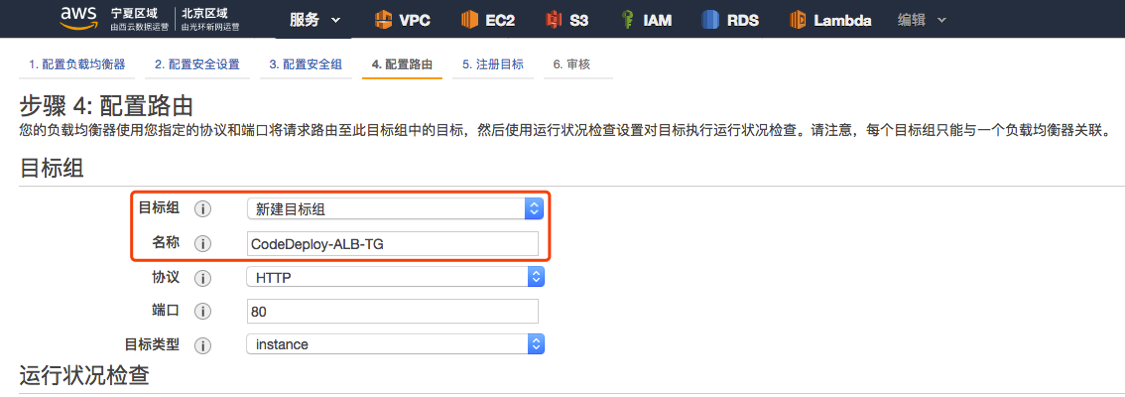 aws 宁夏区域 北京区域 服务 VPC EC2 S3 IAM RDS Lambda 编辑
由西云数据运营 由光环新网运营
1. 配置负载均衡器 2. 配置安全设置 3. 配置安全组 4. 配置路由 5. 注册目标 6. 审核
步骤 4: 配置路由
您的负载均衡器使用您指定的协议和端口将请求路由至此目标组中的目标，然后使用运行状况检查设置对目标执行运行状况检查。请注意，每个目标组只能与一个负载均衡器关联。
目标组
目标组 i 新建目标组
名称 i CodeDeploy-ALB-TG
协议 i HTTP
端口 i 80
目标类型 i instance
运行状况检查